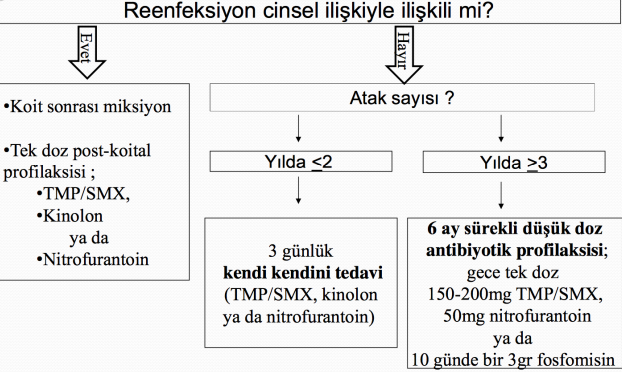 Reenfeksiyon cinsel ilişkiyle ilişkili mi?
Evet
Hayır
•Koit sonrası miksiyon
•Tek doz post-koital
profilaksisi ;
•TMP/SMX,
•Kinolon
ya da
•Nitrofurantoin
Atak sayısı ?
Yılda <2
Yılda >3
3 günlük
kendi kendini tedavi
(TMP/SMX, kinolon
ya da nitrofurantoin)
6 ay sürekli düşük doz
antibiyotik profilaksisi;
gece tek doz
150-200mg TMP/SMX,
50mg nitrofurantoin
ya da
10 günde bir 3gr fosfomisin